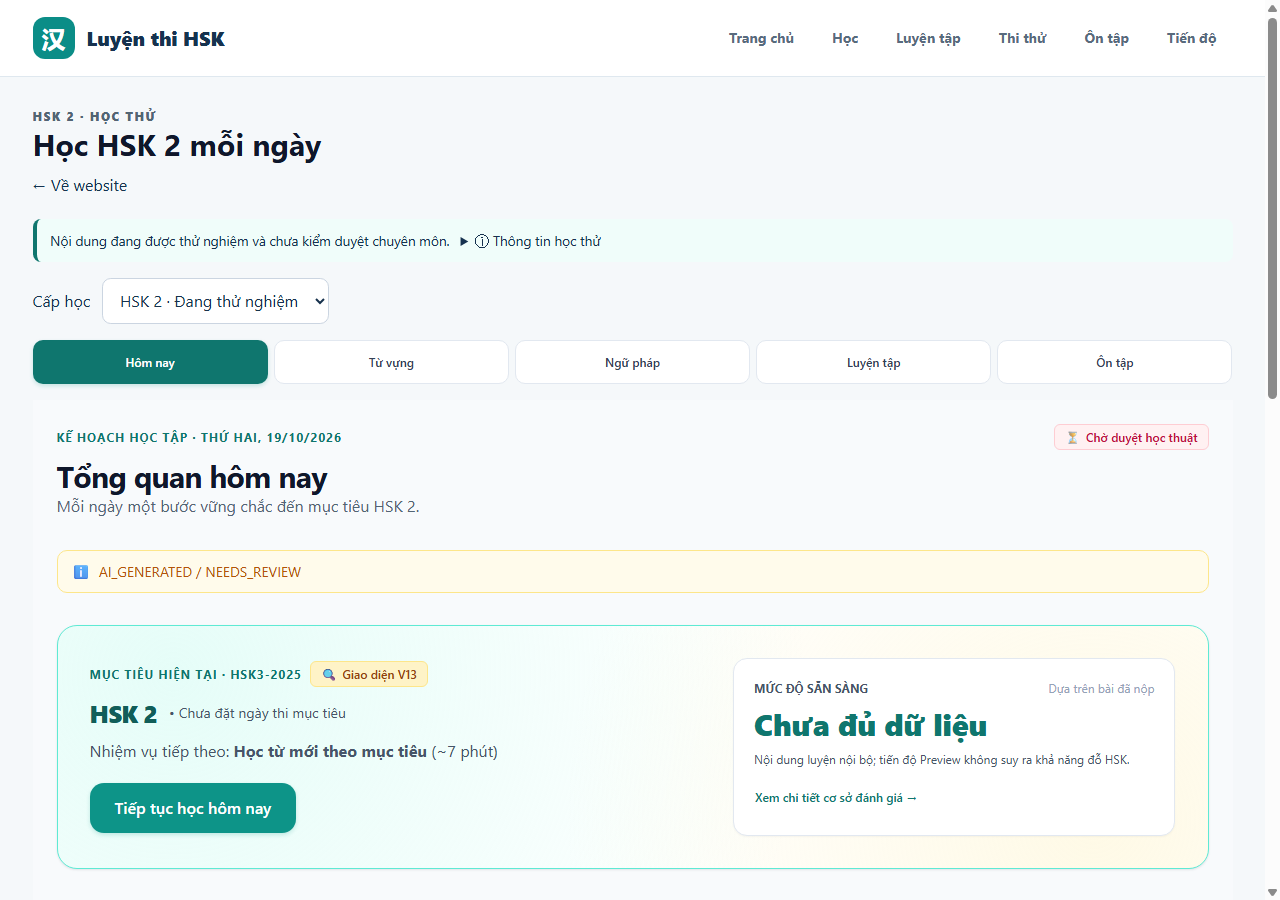 汉 Luyện thi HSK
Trang chủ Học Luyện tập Thi thử Ôn tập Tiến độ
HSK 2 · HỌC THỬ
Học HSK 2 mỗi ngày
← Về website
Nội dung đang được thử nghiệm và chưa kiểm duyệt chuyên môn. ▶ ⓘ Thông tin học thử
Cấp học HSK 2 · Đang thử nghiệm
Hôm nay Từ vựng Ngữ pháp Luyện tập Ôn tập
KẾ HOẠCH HỌC TẬP · THỨ HAI, 19/10/2026
⏳ Chờ duyệt học thuật
Tổng quan hôm nay
Mỗi ngày một bước vững chắc đến mục tiêu HSK 2.
ℹ️ AI_GENERATED / NEEDS_REVIEW
MỤC TIÊU HIỆN TẠI · HSK3-2025 🔍 Giao diện V13
HSK 2 • Chưa đặt ngày thi mục tiêu
Nhiệm vụ tiếp theo: Học từ mới theo mục tiêu (~7 phút)
Tiếp tục học hôm nay
MỨC ĐỘ SẴN SÀNG Dựa trên bài đã nộp
Chưa đủ dữ liệu
Nội dung luyện nội bộ; tiến độ Preview không suy ra khả năng đỗ HSK.
Xem chi tiết cơ sở đánh giá →